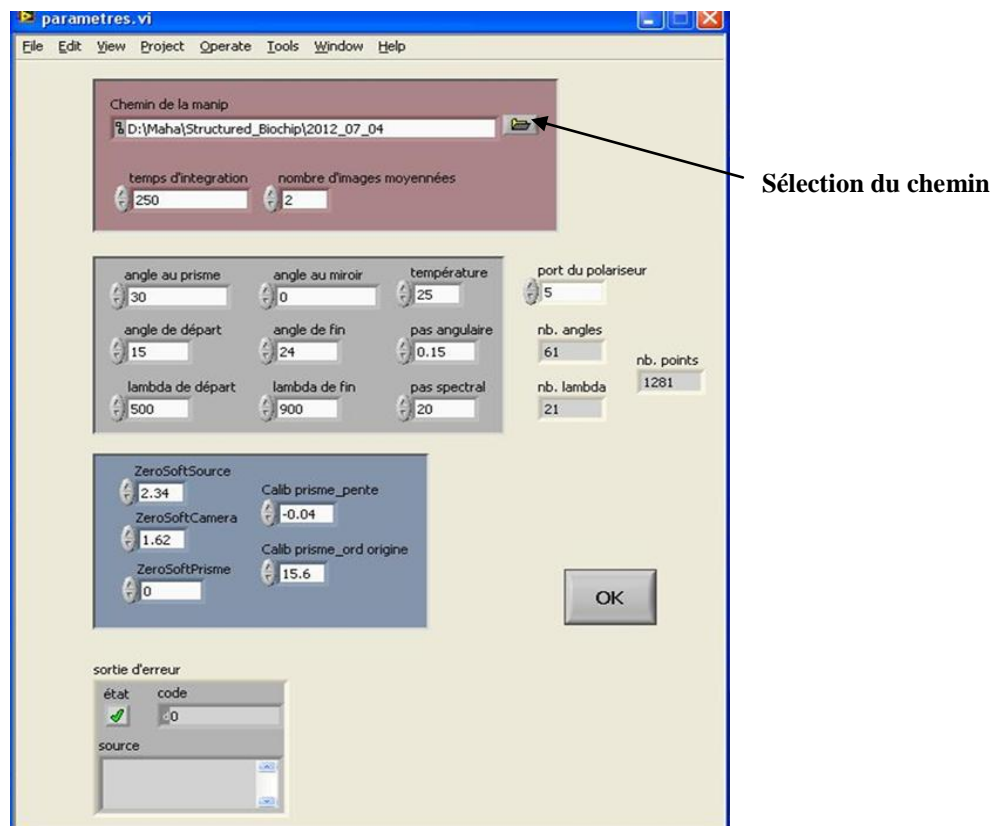 parametres.vi
File Edit View Project Operate Tools Window Help
Chemin de la manip
D:\Maha\Structured_Biochip\2012_07_04
Sélection du chemin
temps d'integration nombre d'images moyennées
250 2
angle au prisme angle au miroir température port du polariseur
30 0 25 5
angle de départ angle de fin pas angulaire nb. angles
15 24 0.15 61
nb. points
lambda de départ lambda de fin pas spectral nb. lambda
1281
500 900 20 21
ZeroSoftSource
2.34
Calib prisme_pente
-0.04
ZeroSoftCamera
1.62
Calib prisme_ord origine
15.6
ZeroSoftPrisme
0
OK
sortie d'erreur
état code
0
source